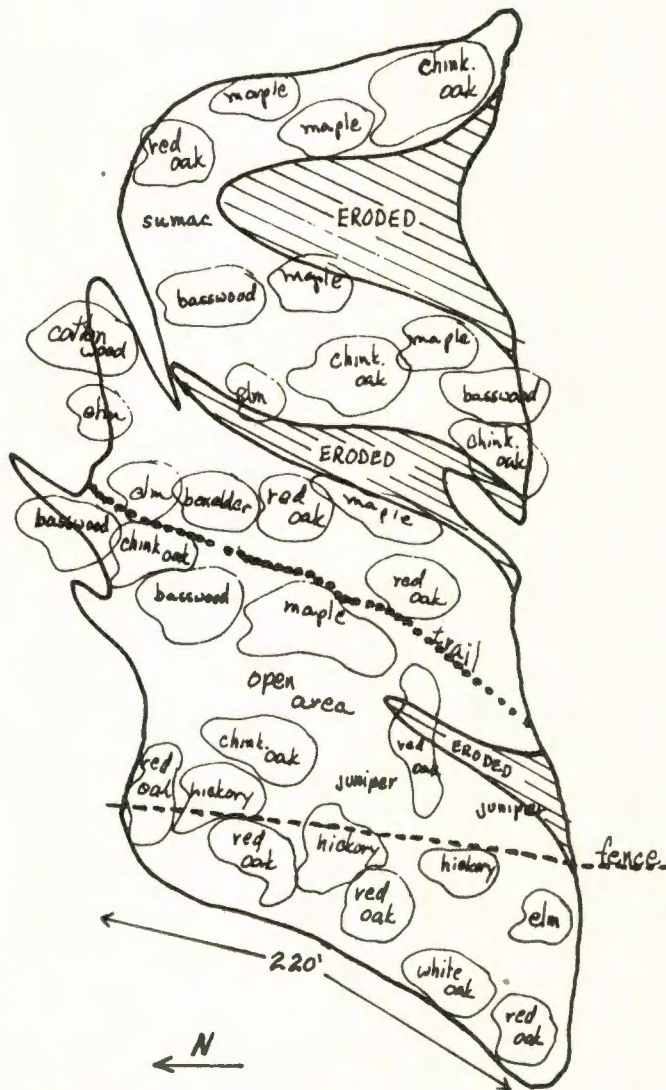 chink.
oak
maple
maple
red
oak
sumac
ERODED
maple
basswood
cotton
wood
maple
chink.
oak
elm
basswood
elm
chink.
oak
ERODED
elm
boxelder
red
oak
maple
basswood
chink oak
red
oak
basswood
maple
trail
open
area
chink. oak
red
oak
ERODED
red
oak
hickory
juniper
juniper
red
oak
hickory
hickory
fence
red
oak
elm
220'
white
oak
red
oak
N